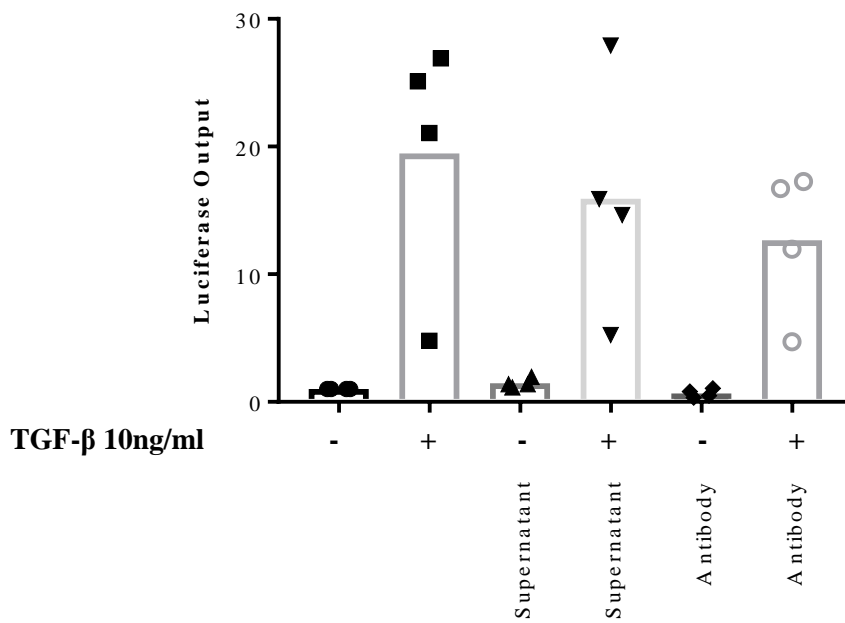 30
20
10
0
Luciferase Output
TGF-β 10ng/ml
- + - + - +
Supernatant
Supernatant
Antibody
Antibody